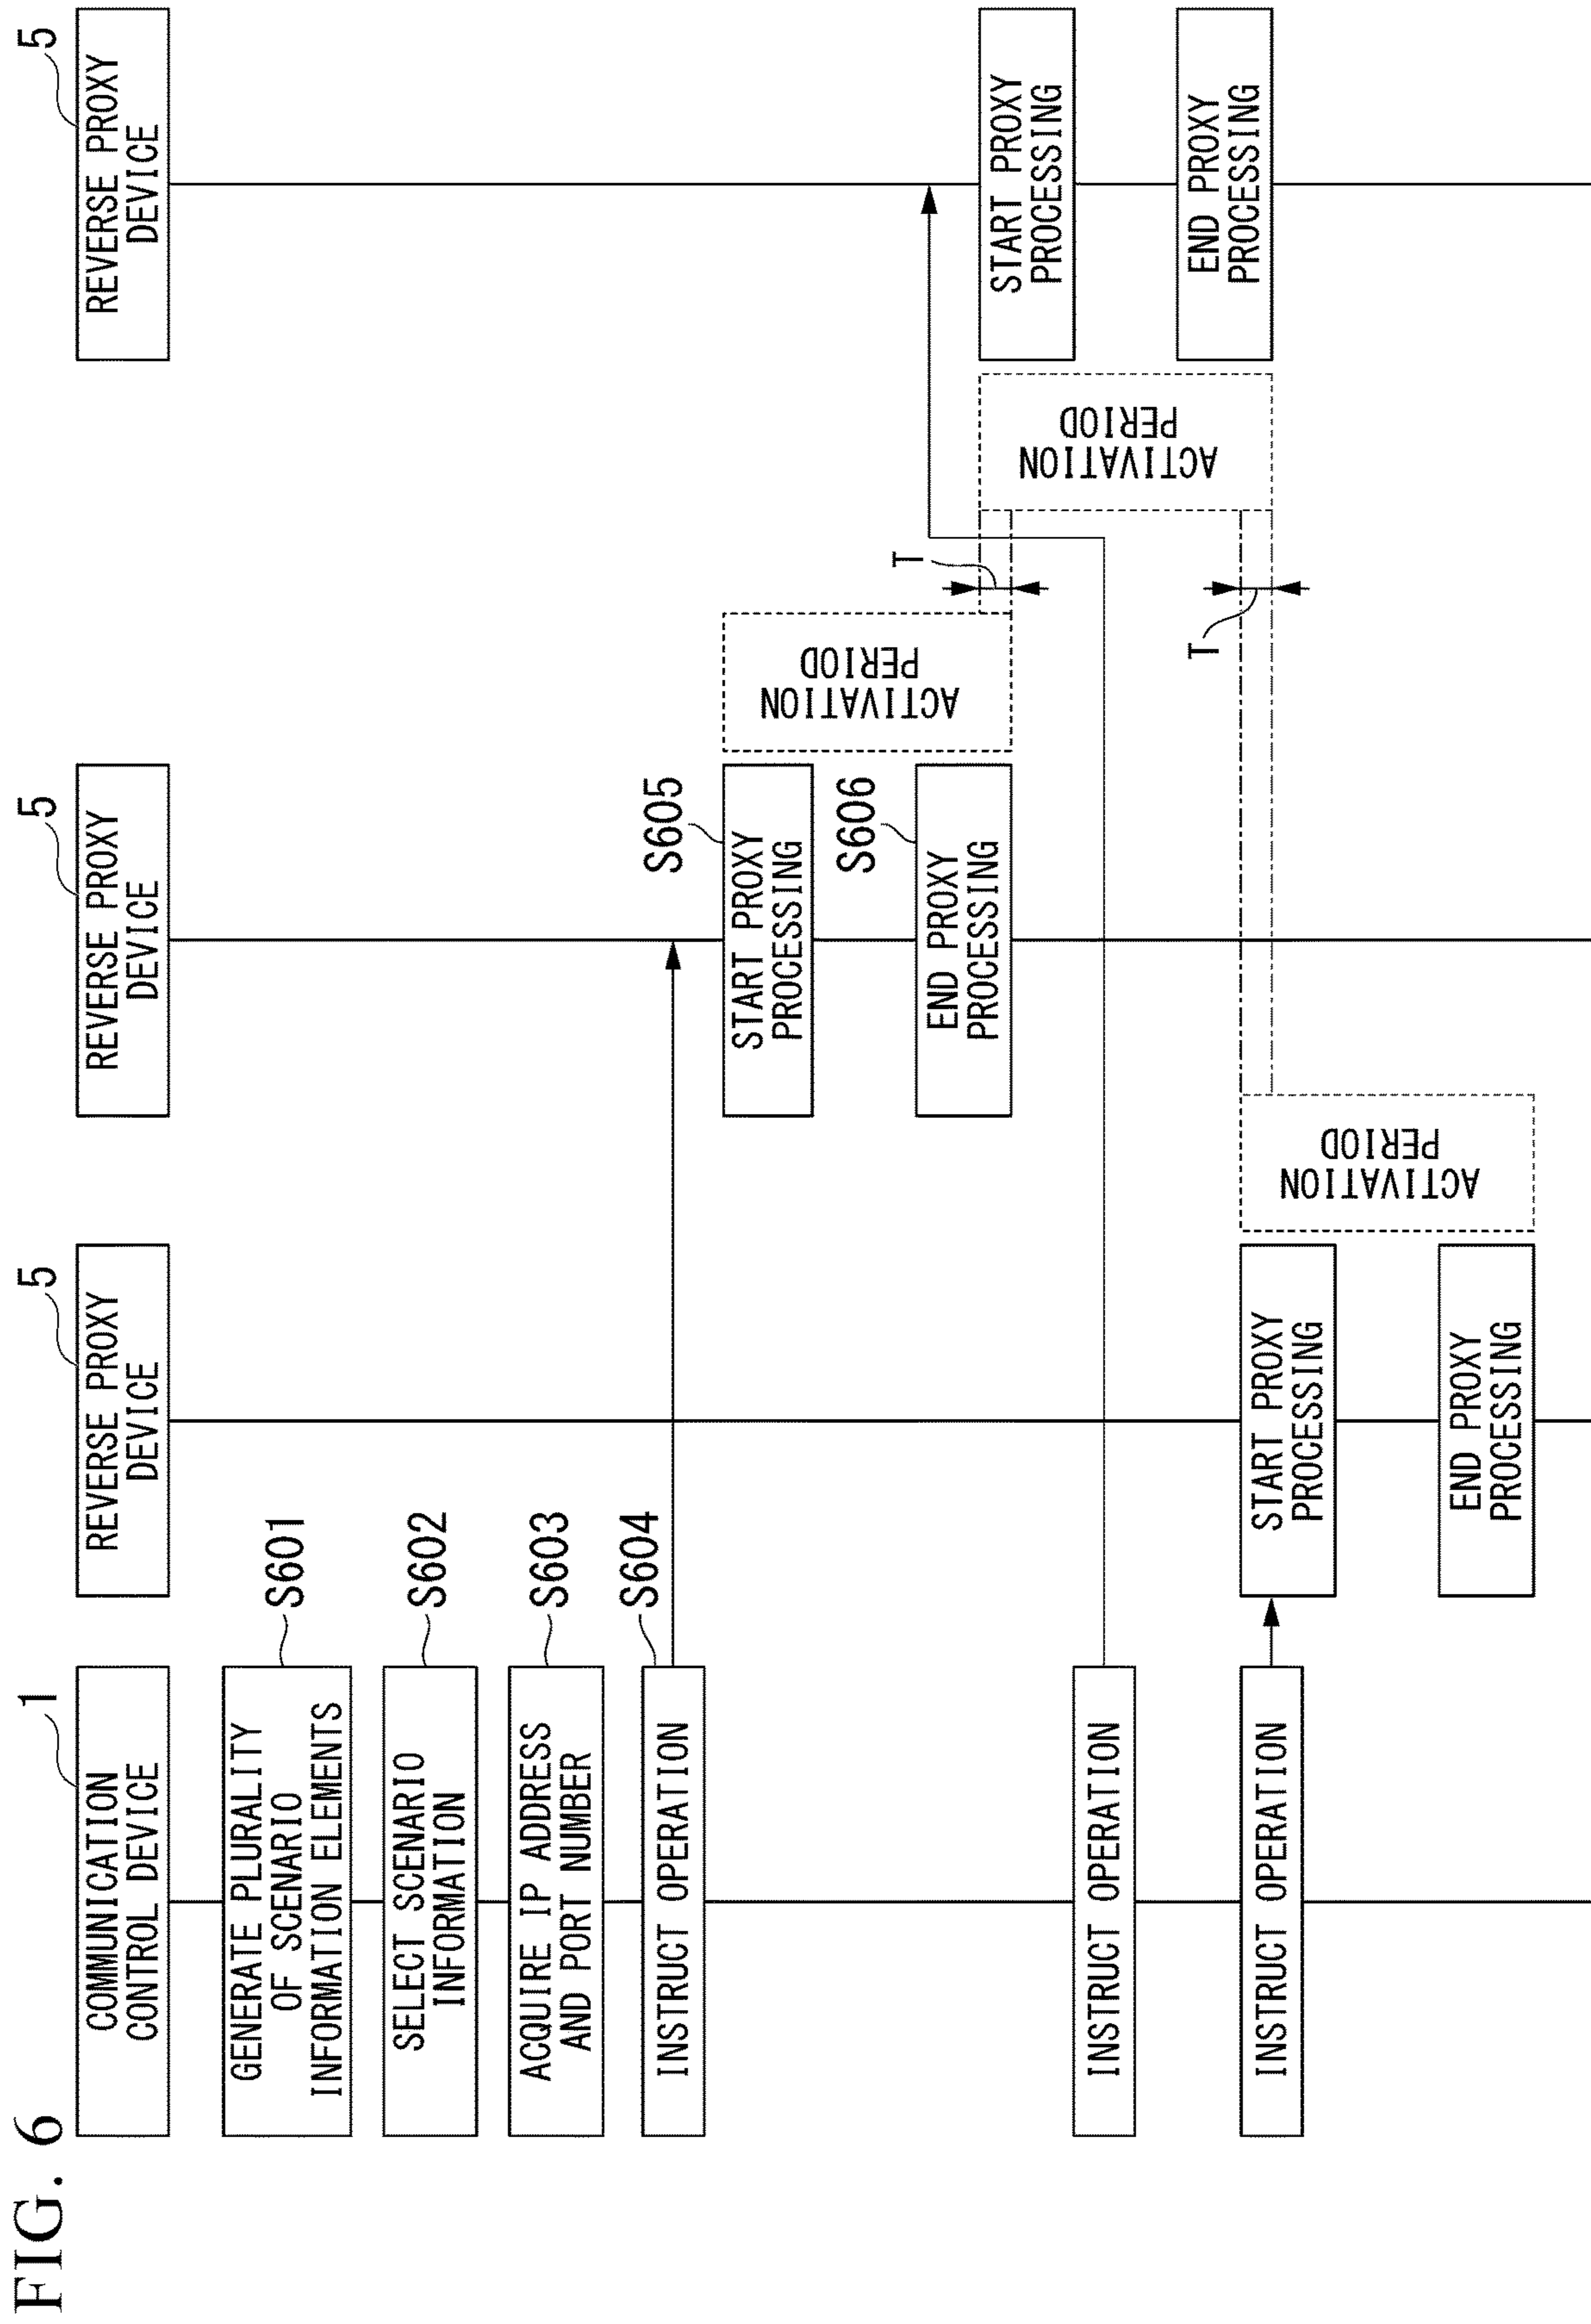 FIG. 6
1
COMMUNICATION
CONTROL DEVICE
5
REVERSE PROXY
DEVICE
5
REVERSE PROXY
DEVICE
5
REVERSE PROXY
DEVICE
GENERATE PLURALITY
OF SCENARIO
INFORMATION ELEMENTS
S601
SELECT SCENARIO
INFORMATION
S602
ACQUIRE IP ADDRESS
AND PORT NUMBER
S603
INSTRUCT OPERATION
S604
START PROXY
PROCESSING
S605
ACTIVATION
PERIOD
END PROXY
PROCESSING
S606
T
START PROXY
PROCESSING
ACTIVATION
PERIOD
INSTRUCT OPERATION
END PROXY
PROCESSING
T
INSTRUCT OPERATION
START PROXY
PROCESSING
ACTIVATION
PERIOD
END PROXY
PROCESSING